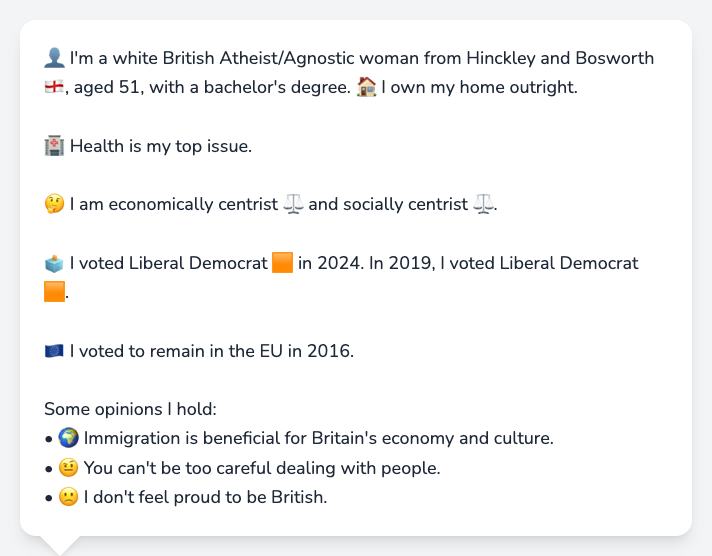 👤 I'm a white British Atheist/Agnostic woman from Hinckley and Bosworth
🏴󠁧󠁢󠁥󠁮󠁧󠁿, aged 51, with a bachelor's degree. 🏠 I own my home outright.
🏥 Health is my top issue.
🤔 I am economically centrist ⚖️ and socially centrist ⚖️.
🗳️ I voted Liberal Democrat 🟧 in 2024. In 2019, I voted Liberal Democrat
🟧.
🇪🇺 I voted to remain in the EU in 2016.
Some opinions I hold:
• 🌍 Immigration is beneficial for Britain's economy and culture.
• 🤨 You can't be too careful dealing with people.
• 🙁 I don't feel proud to be British.